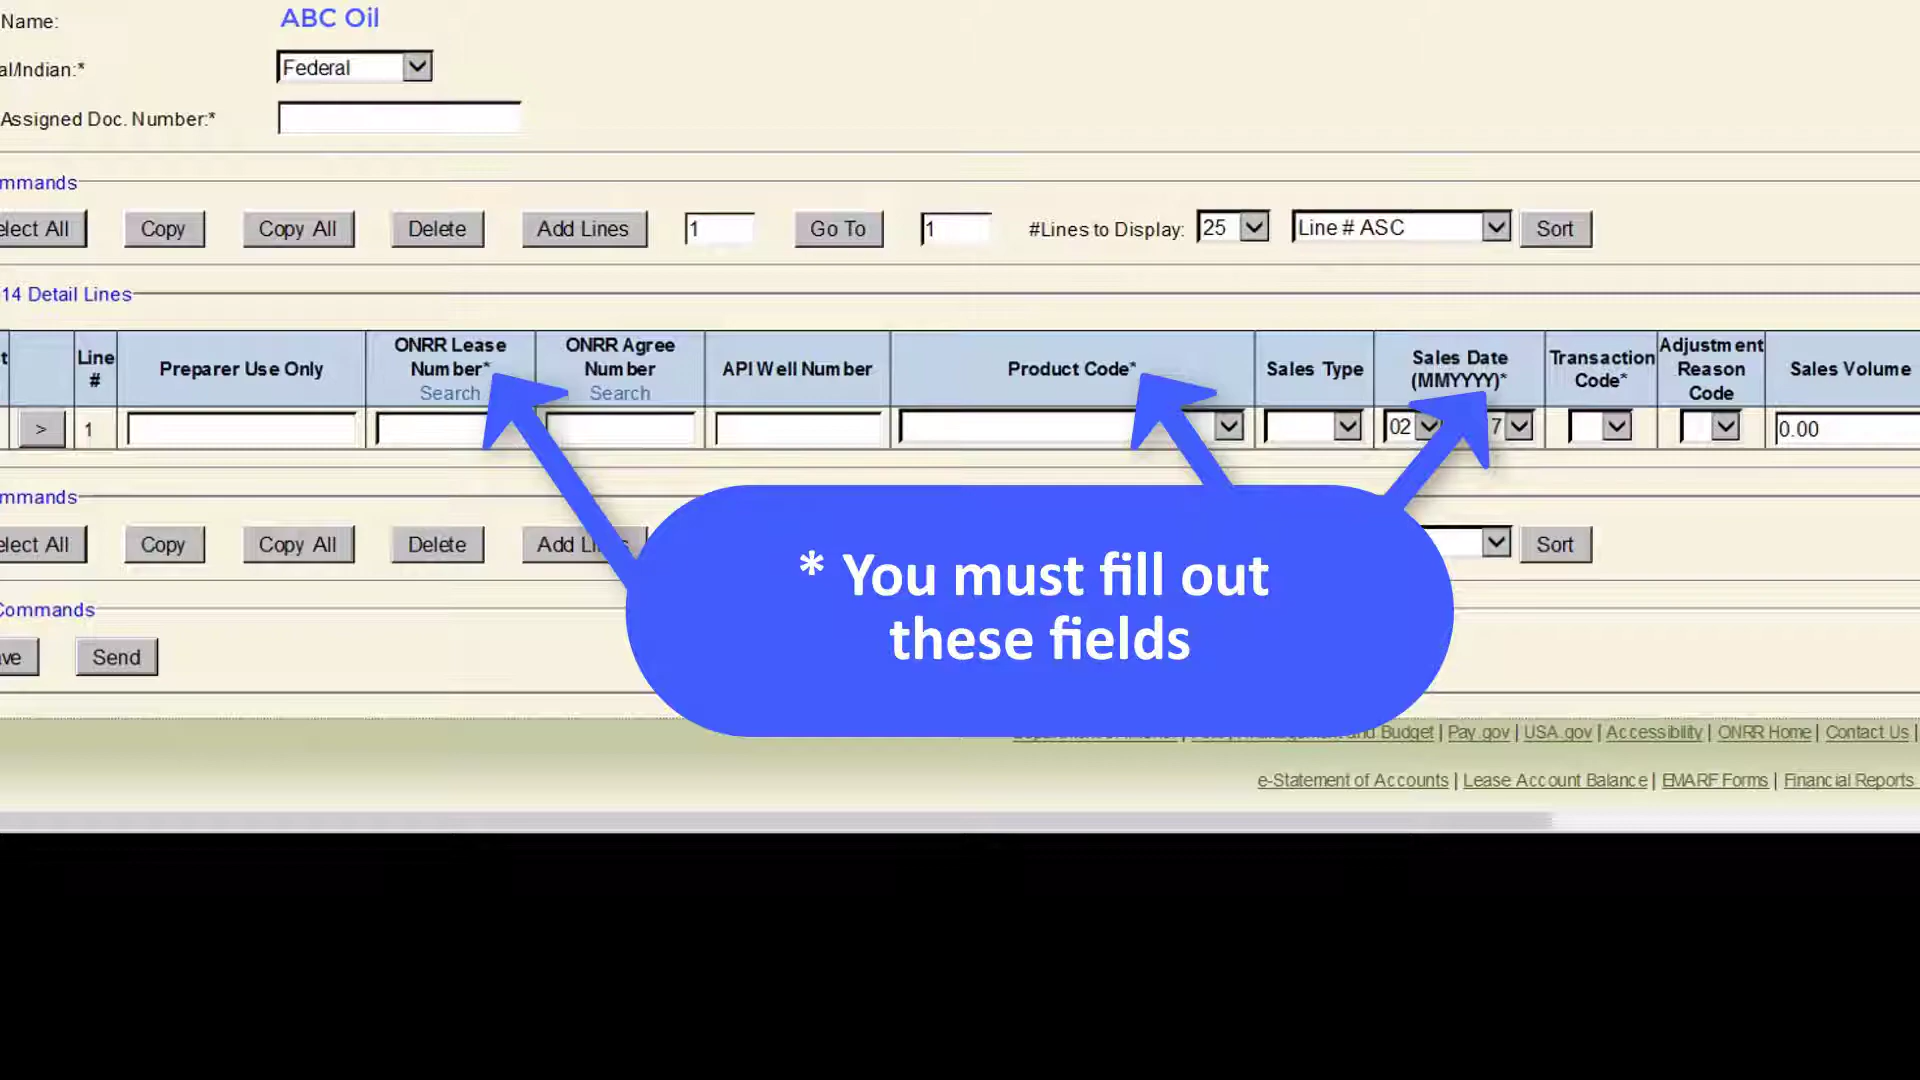 Name: ABC Oil
al/Indian:* Federal
Assigned Doc. Number:*
mmands
elect All Copy Copy All Delete Add Lines 1 Go To 1 #Lines to Display: 25 Line # ASC Sort
14 Detail Lines
t Line # Preparer Use Only ONRR Lease Number* Search ONRR Agree Number Search API Well Number Product Code* Sales Type Sales Date (MMYYYY)* Transaction Code* Adjustment Reason Code Sales Volume
> 1 02 7 0.00
mmands
elect All Copy Copy All Delete Add Li Sort
Commands
ve Send
* You must fill out
these fields
and Budget | Pay.gov | USA.gov | Accessibility | ONRR Home | Contact Us |
e-Statement of Accounts | Lease Account Balance | EMARF Forms | Financial Reports